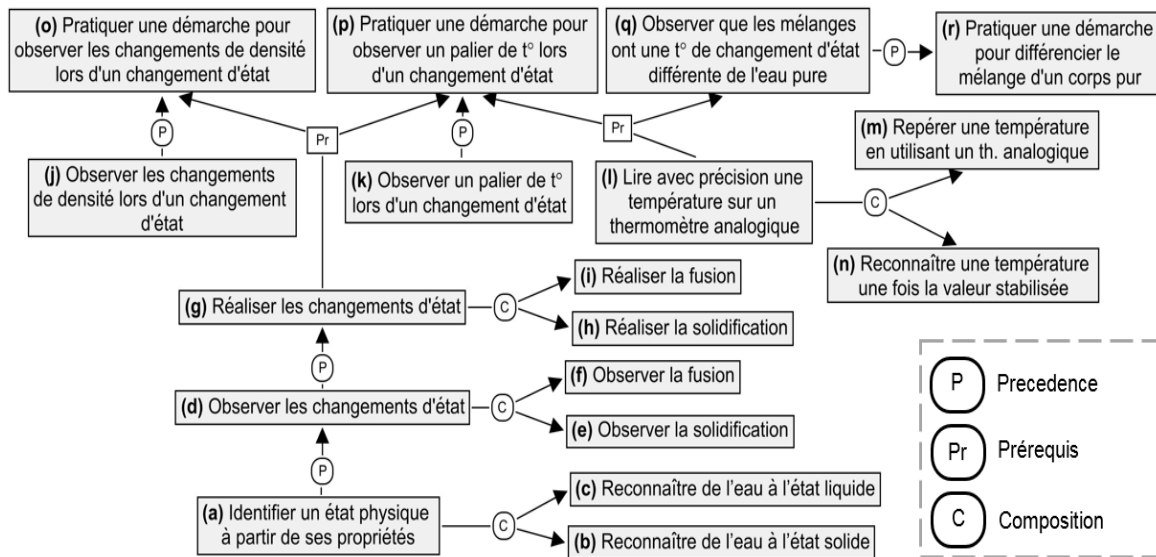 (o) Pratiquer une démarche pour
observer les changements de densité
lors d'un changement d'état
(p) Pratiquer une démarche pour
observer un palier de t° lors
d'un changement d'état
(q) Observer que les mélanges
ont une t° de changement d'état
différente de l'eau pure
P
(r) Pratiquer une démarche
pour différencier le
mélange d'un corps pur
P
Pr
P
Pr
(m) Repérer une température
en utilisant un th. analogique
(j) Observer les changements
de densité lors d'un changement
d'état
(k) Observer un palier de t°
lors d'un changement d'état
(l) Lire avec précision une
température sur un
thermomètre analogique
C
(n) Reconnaître une température
une fois la valeur stabilisée
(i) Réaliser la fusion
(g) Réaliser les changements d'état
C
(h) Réaliser la solidification
P
(f) Observer la fusion
(d) Observer les changements d'état
C
(e) Observer la solidification
P
(c) Reconnaître de l'eau à l'état liquide
(a) Identifier un état physique
à partir de ses propriétés
C
(b) Reconnaître de l'eau à l'état solide
P Precedence
Pr Prérequis
C Composition